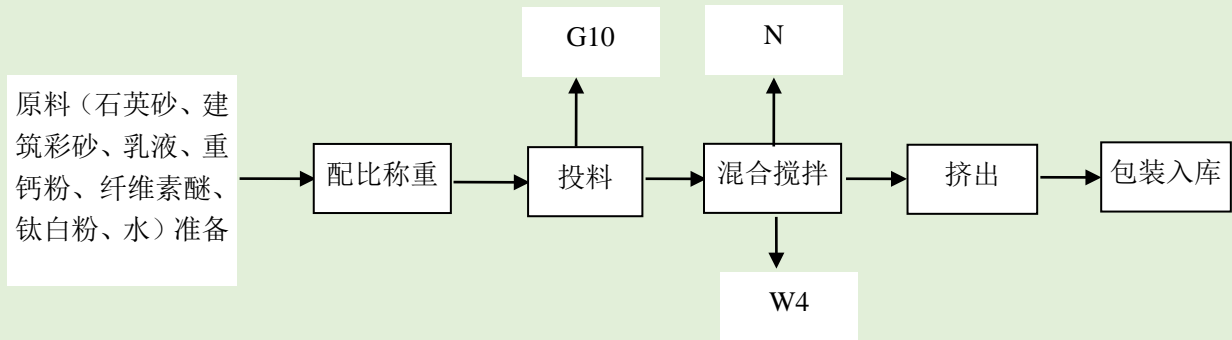 G10
N
原料（石英砂、建
筑彩砂、乳液、重
钙粉、纤维素醚、
钛白粉、水）准备
配比称重
投料
混合搅拌
挤出
包装入库
W4